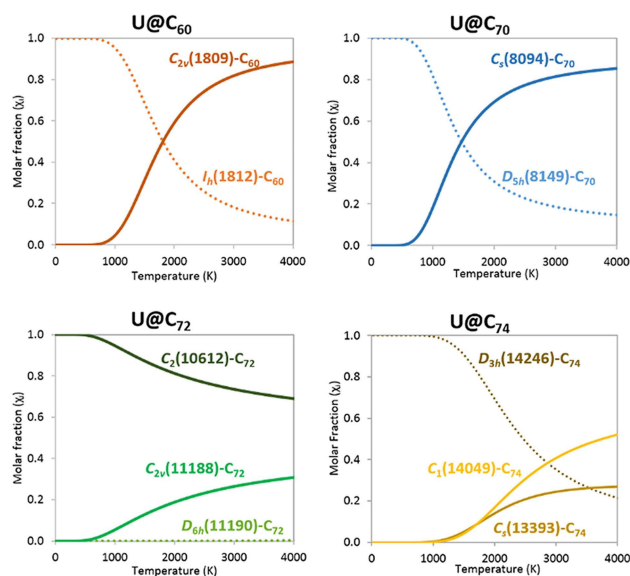 U@C60
U@C70
1.0
0.8
0.6
0.4
0.2
0.0
Molar fraction (χi)
C2v(1809)-C60
Ih(1812)-C60
0 1000 2000 3000 4000
Temperature (K)
1.0
0.8
0.6
0.4
0.2
0.0
Molar fraction (χi)
Cs(8094)-C70
D5h(8149)-C70
0 1000 2000 3000 4000
Temperature (K)
U@C72
U@C74
1.0
0.8
0.6
0.4
0.2
0.0
Molar fraction (χi)
C2(10612)-C72
C2v(11188)-C72
D6h(11190)-C72
0 1000 2000 3000 4000
Temperature (K)
1.0
0.8
0.6
0.4
0.2
0.0
Molar fraction (χi)
D3h(14246)-C74
C1(14049)-C74
Cs(13393)-C74
0 1000 2000 3000 4000
Temperature (K)